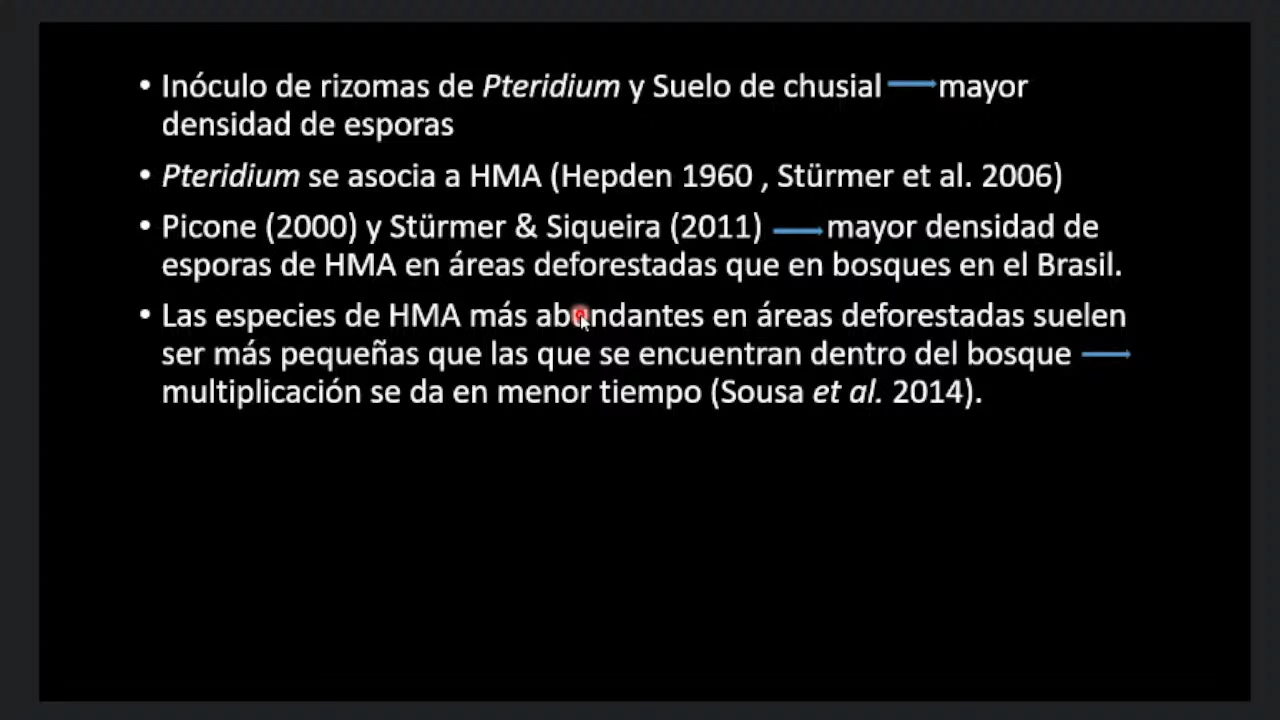 • Inóculo de rizomas de Pteridium y Suelo de chusial → mayor
densidad de esporas
• Pteridium se asocia a HMA (Hepden 1960 , Stürmer et al. 2006)
• Picone (2000) y Stürmer & Siqueira (2011) → mayor densidad de
esporas de HMA en áreas deforestadas que en bosques en el Brasil.
• Las especies de HMA más abundantes en áreas deforestadas suelen
ser más pequeñas que las que se encuentran dentro del bosque →
multiplicación se da en menor tiempo (Sousa et al. 2014).